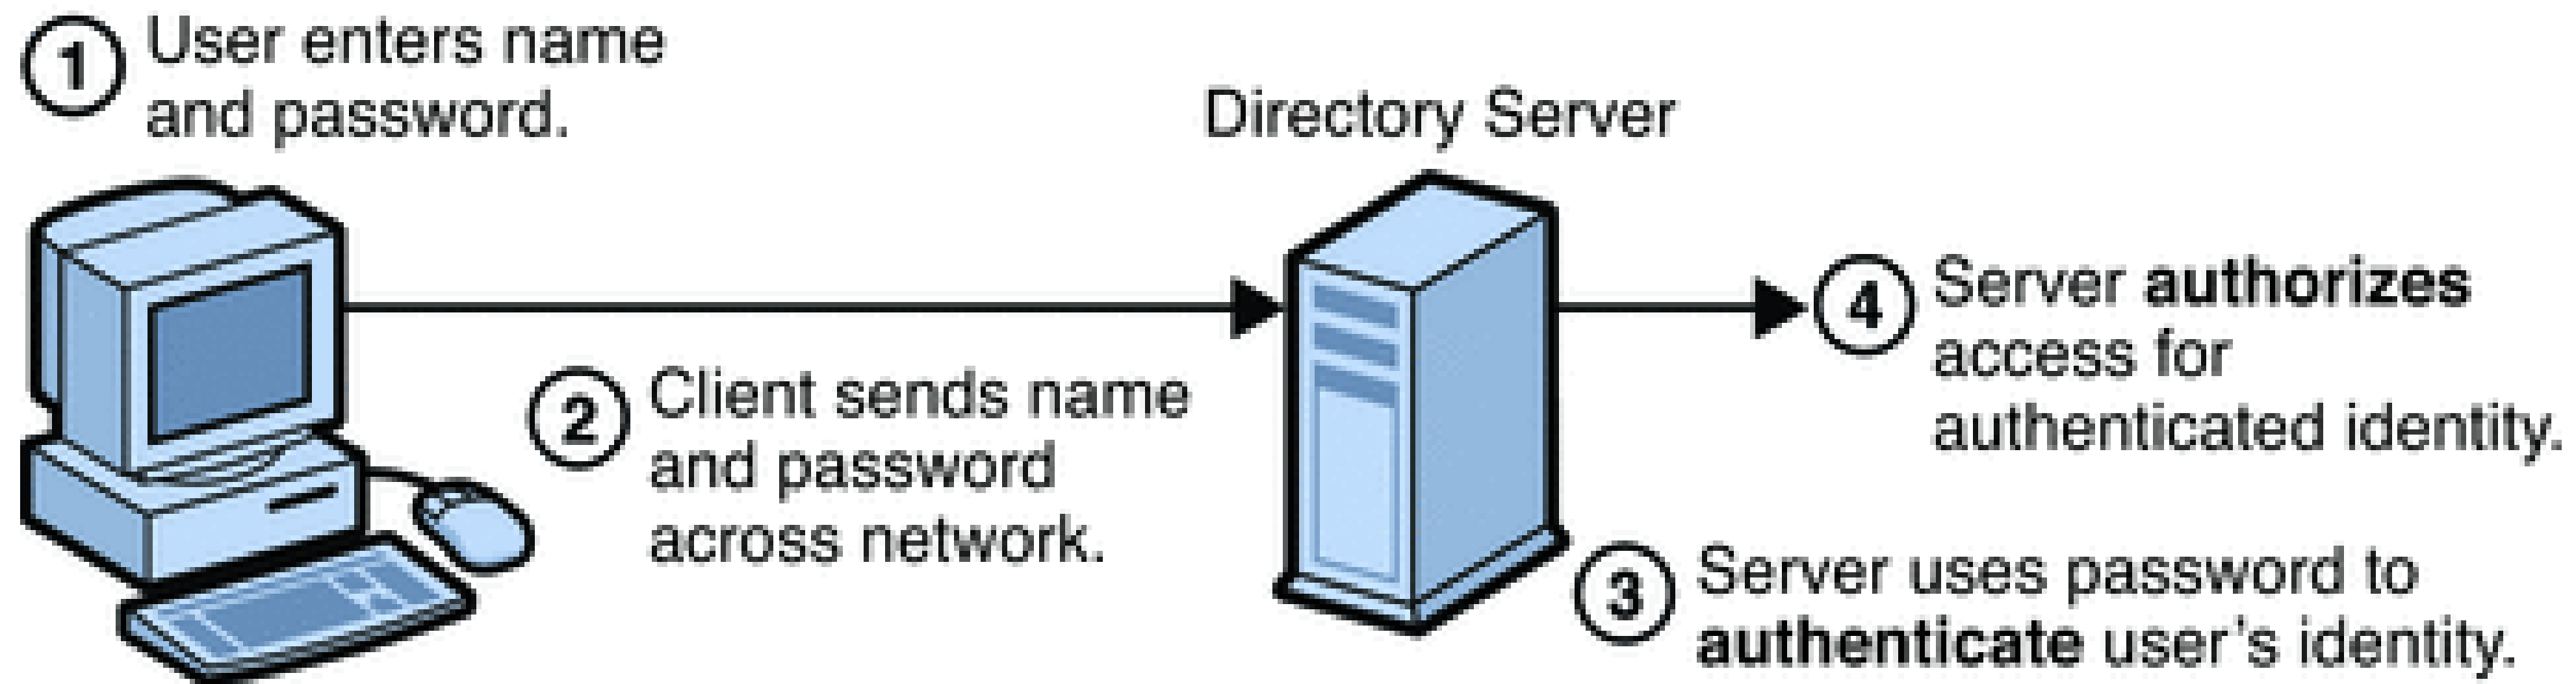 1 User enters name
and password.
Directory Server
2 Client sends name
and password
across network.
4 Server authorizes
access for
authenticated identity.
3 Server uses password to
authenticate user's identity.